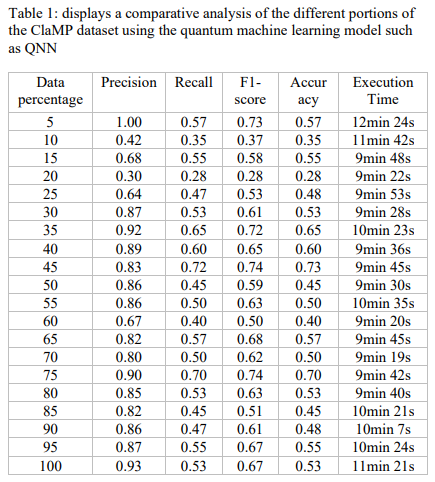 Table 1: displays a comparative analysis of the different portions of
the ClaMP dataset using the quantum machine learning model such
as QNN
Data percentage Precision Recall F1-score Accuracy Execution Time
5 1.00 0.57 0.73 0.57 12min 24s
10 0.42 0.35 0.37 0.35 11min 42s
15 0.68 0.55 0.58 0.55 9min 48s
20 0.30 0.28 0.28 0.28 9min 22s
25 0.64 0.47 0.53 0.48 9min 53s
30 0.87 0.53 0.61 0.53 9min 28s
35 0.92 0.65 0.72 0.65 10min 23s
40 0.89 0.60 0.65 0.60 9min 36s
45 0.83 0.72 0.74 0.73 9min 45s
50 0.86 0.45 0.59 0.45 9min 30s
55 0.86 0.50 0.63 0.50 10min 35s
60 0.67 0.40 0.50 0.40 9min 20s
65 0.82 0.57 0.68 0.57 9min 45s
70 0.80 0.50 0.62 0.50 9min 19s
75 0.90 0.70 0.74 0.70 9min 42s
80 0.85 0.53 0.63 0.53 9min 40s
85 0.82 0.45 0.51 0.45 10min 21s
90 0.86 0.47 0.61 0.48 10min 7s
95 0.87 0.55 0.67 0.55 10min 24s
100 0.93 0.53 0.67 0.53 11min 21s